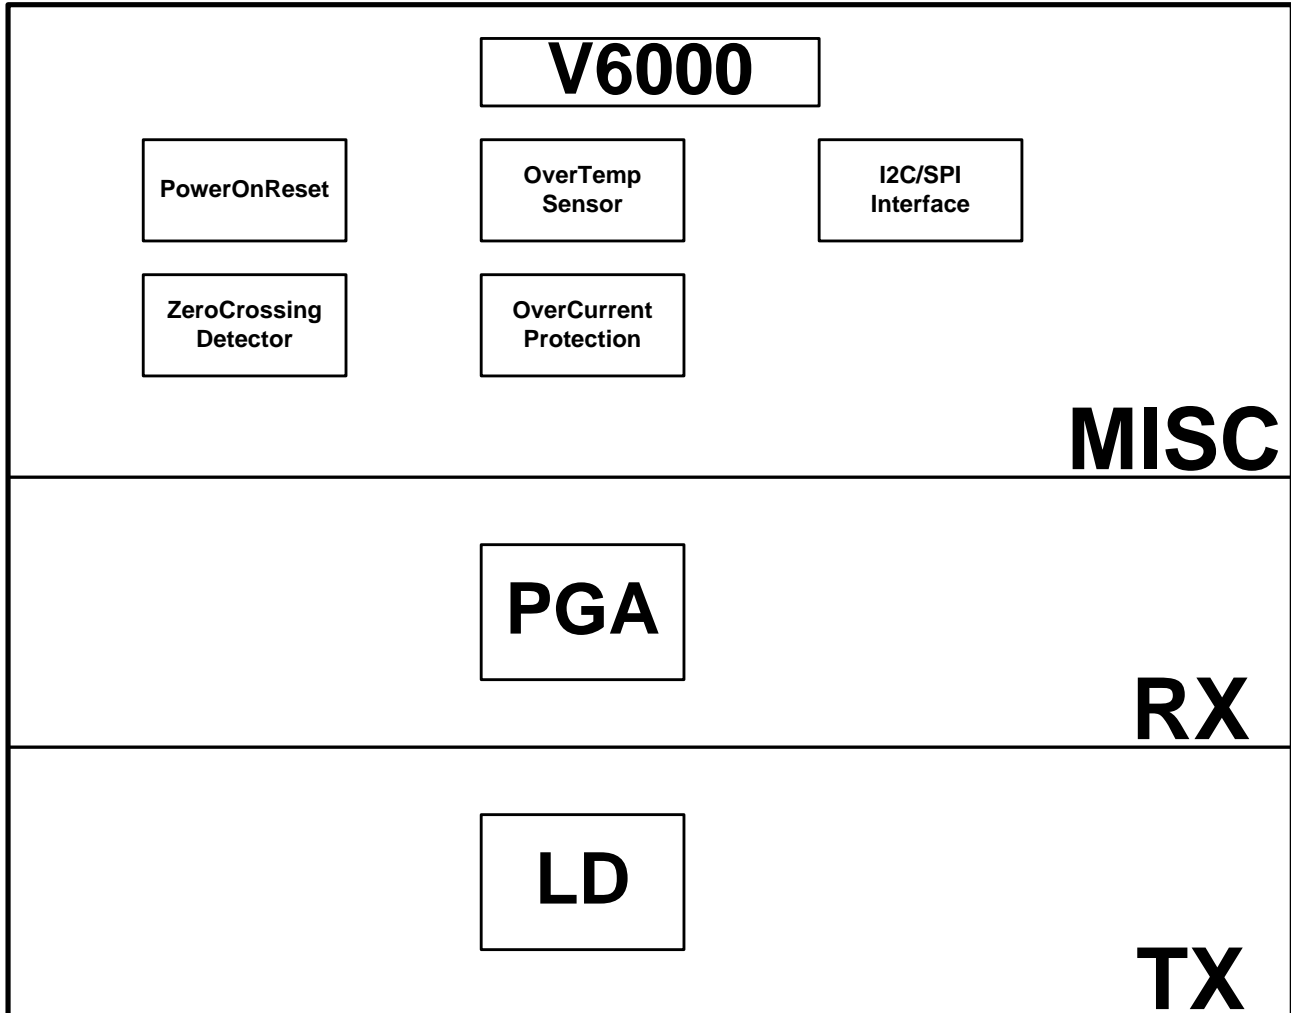 V6000
PowerOnReset
OverTemp
Sensor
I2C/SPI
Interface
ZeroCrossing
Detector
OverCurrent
Protection
MISC
PGA
RX
LD
TX